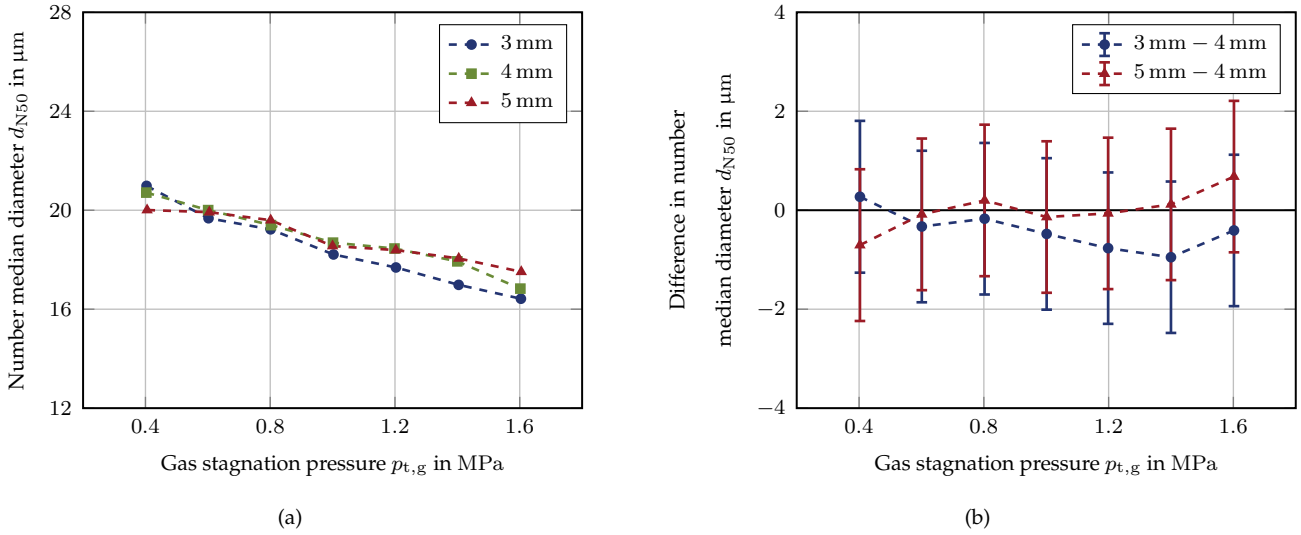 Number median diameter d_N50 in µm
28
24
20
16
12
0.4
0.8
1.2
1.6
Gas stagnation pressure p_t,g in MPa
3 mm
4 mm
5 mm
(a)
Difference in number
median diameter d_N50 in µm
4
2
0
−2
−4
0.4
0.8
1.2
1.6
Gas stagnation pressure p_t,g in MPa
3 mm − 4 mm
5 mm − 4 mm
(b)